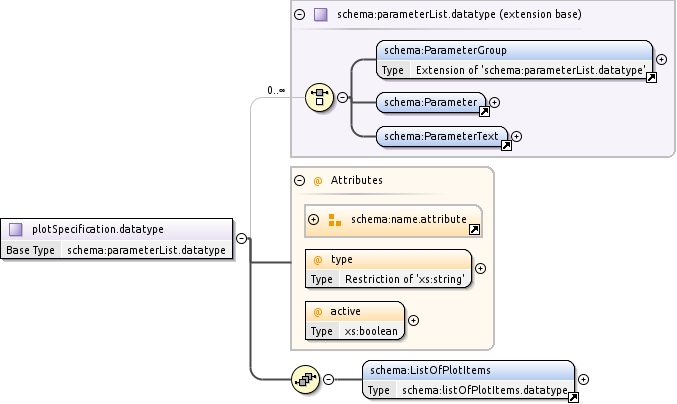 schema:parameterList.datatype (extension base)
schema:ParameterGroup
Type Extension of 'schema:parameterList.datatype'
0..∞
schema:Parameter
schema:ParameterText
@ Attributes
schema:name.attribute
plotSpecification.datatype
Base Type schema:parameterList.datatype
@ type
Type Restriction of 'xs:string'
@ active
Type xs:boolean
schema:ListOfPlotItems
Type schema:listOfPlotItems.datatype